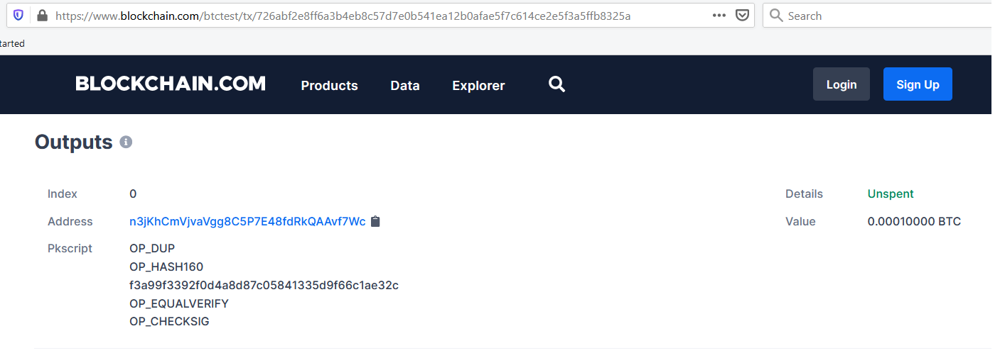 https://www.blockchain.com/btctest/tx/726abf2e8ff6a3b4eb8c57d7e0b541ea12b0afae5f7c614ce2e5f3a5ffb8325a
Search
tarted
BLOCKCHAIN.COM Products Data Explorer Login Sign Up
Outputs
Index 0 Details Unspent
Address n3jKhCmVjvaVgg8C5P7E48fdRkQAAvf7Wc Value 0.00010000 BTC
Pkscript OP_DUP
OP_HASH160
f3a99f3392f0d4a8d87c05841335d9f66c1ae32c
OP_EQUALVERIFY
OP_CHECKSIG